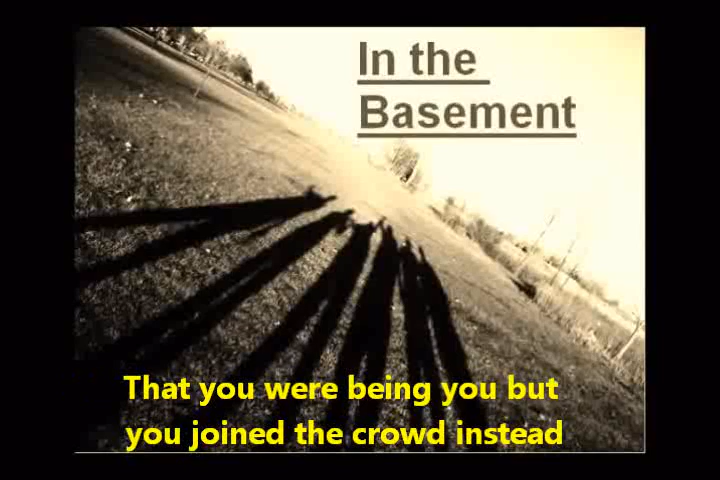 In the
Basement
That you were being you but
you joined the crowd instead